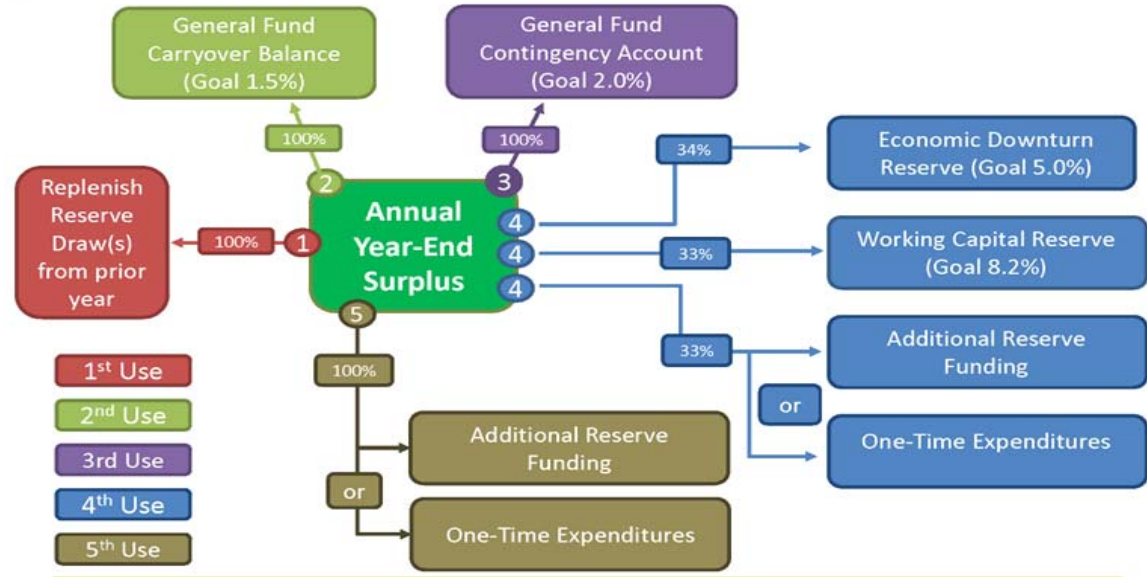 General Fund
Carryover Balance
(Goal 1.5%)
General Fund
Contingency Account
(Goal 2.0%)
100%
100%
34%
Economic Downturn
Reserve (Goal 5.0%)
Replenish
Reserve
Draw(s)
from prior
year
100%
1
2
3
4
4
4
5
Annual
Year-End
Surplus
33%
Working Capital Reserve
(Goal 8.2%)
33%
Additional Reserve
Funding
or
One-Time Expenditures
100%
Additional Reserve
Funding
or
One-Time Expenditures
1st Use
2nd Use
3rd Use
4th Use
5th Use